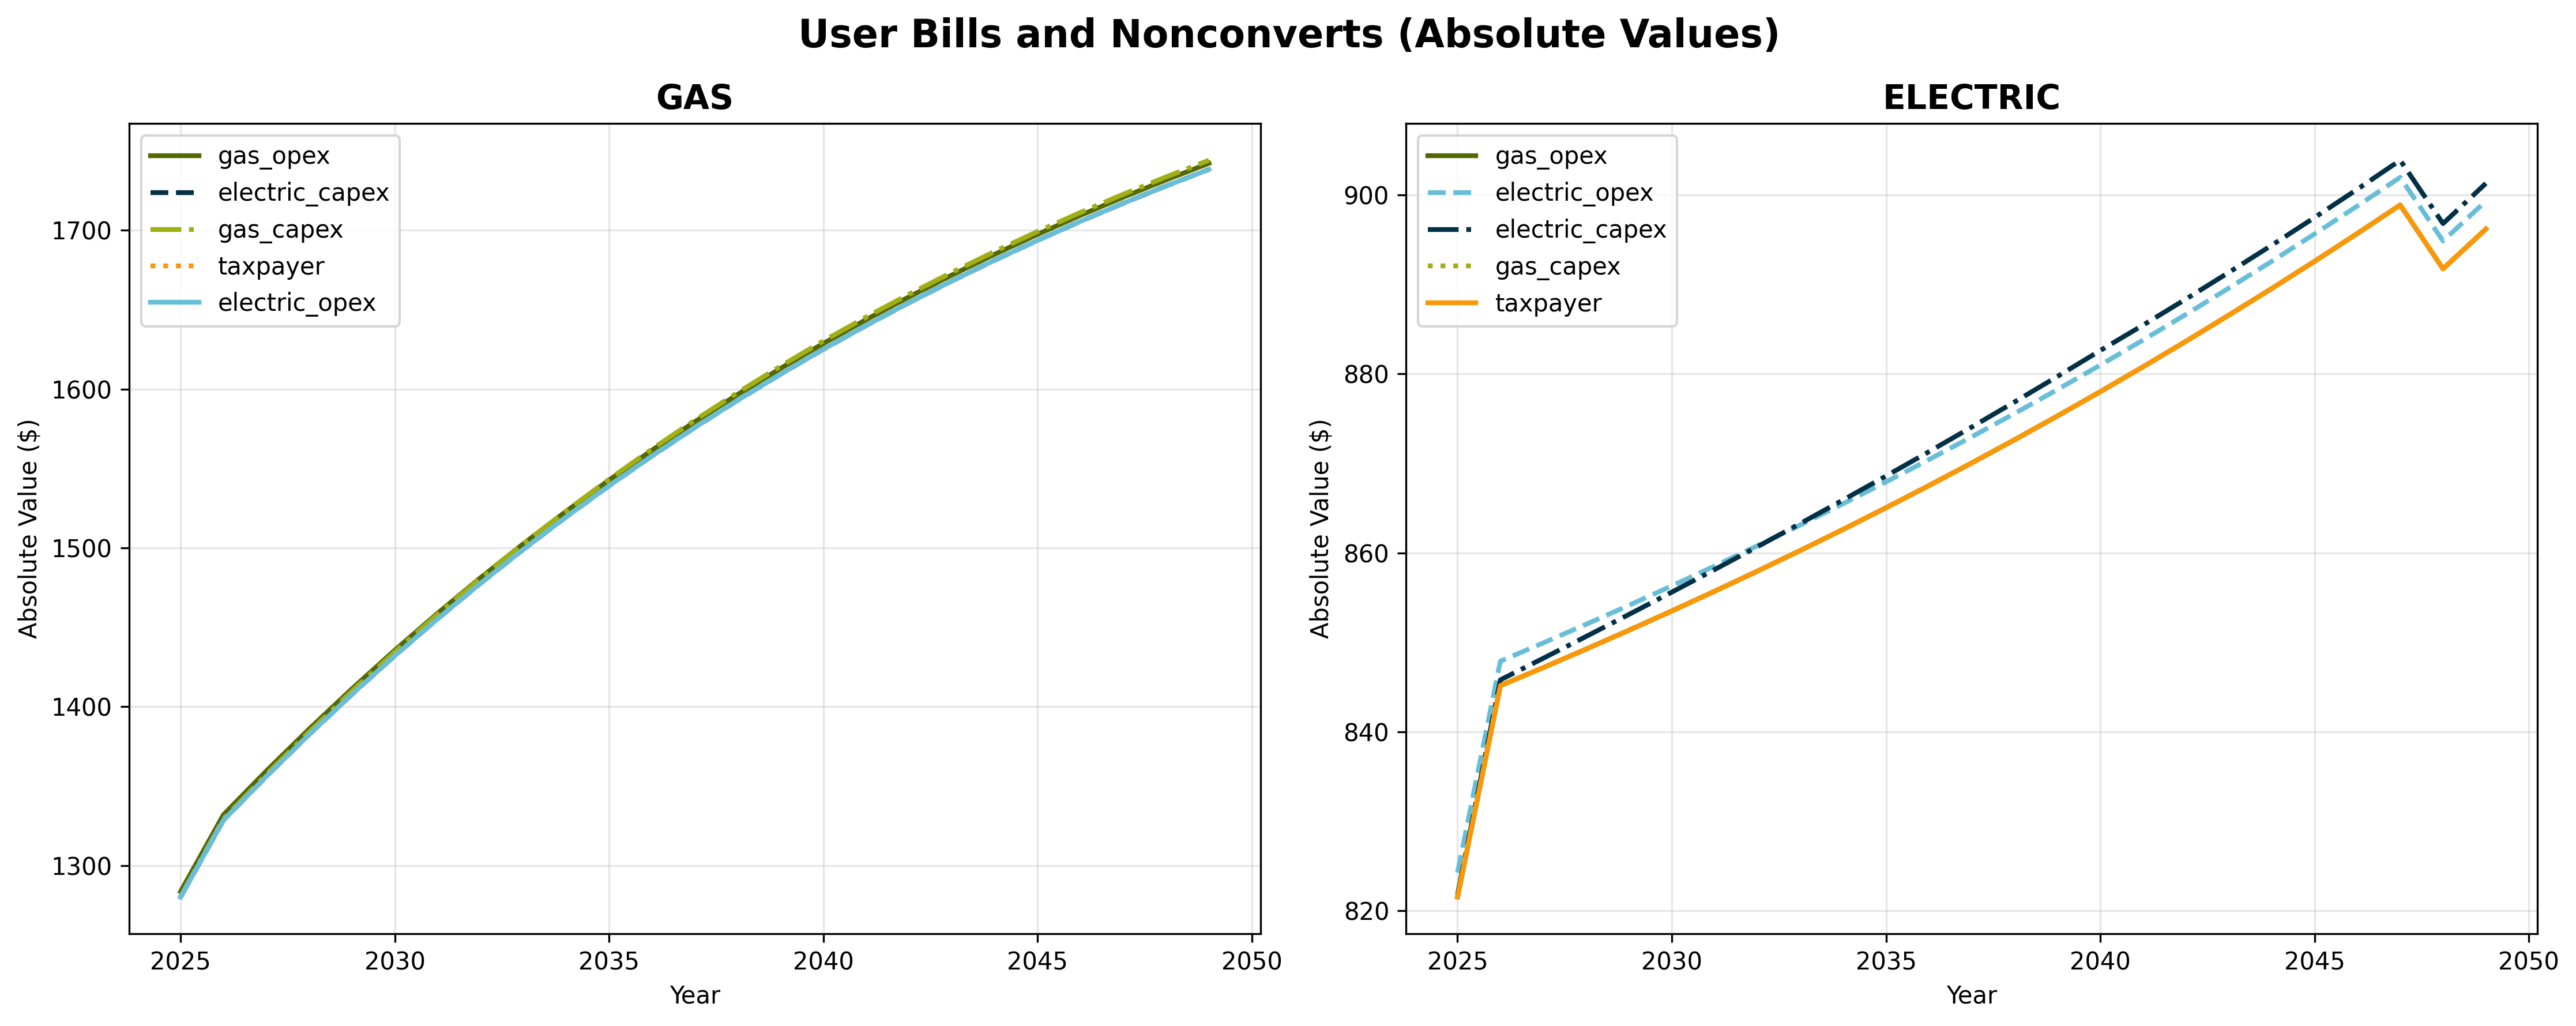 User Bills and Nonconverts (Absolute Values)
GAS
gas_opex
electric_capex
gas_capex
taxpayer
electric_opex
1700
1600
1500
1400
1300
Absolute Value ($)
2025 2030 2035 2040 2045 2050
Year
ELECTRIC
gas_opex
electric_opex
electric_capex
gas_capex
taxpayer
900
880
860
840
820
Absolute Value ($)
2025 2030 2035 2040 2045 2050
Year